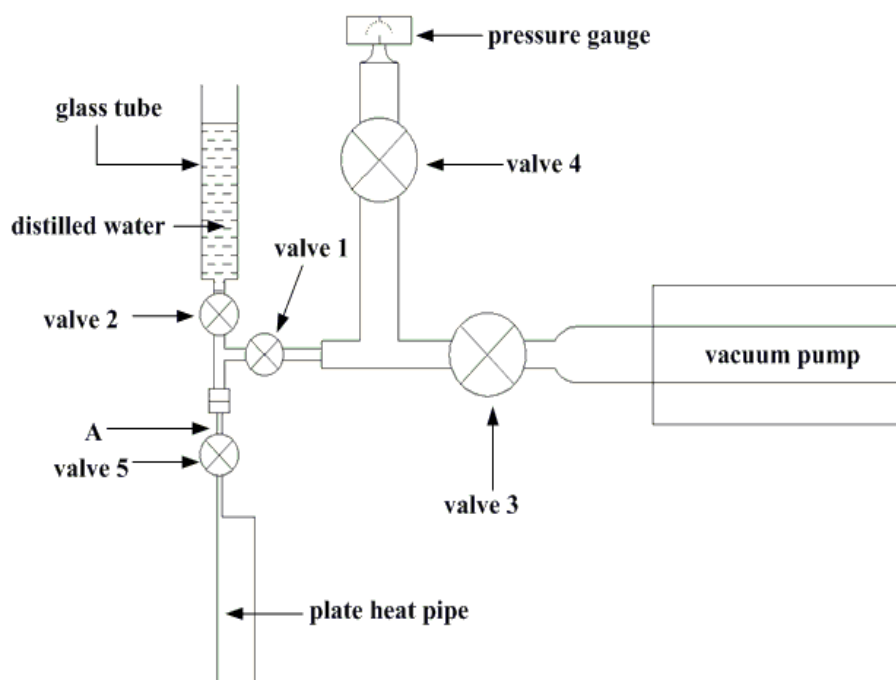 pressure gauge
glass tube
valve 4
distilled water
valve 1
valve 2
vacuum pump
A
valve 5
valve 3
plate heat pipe